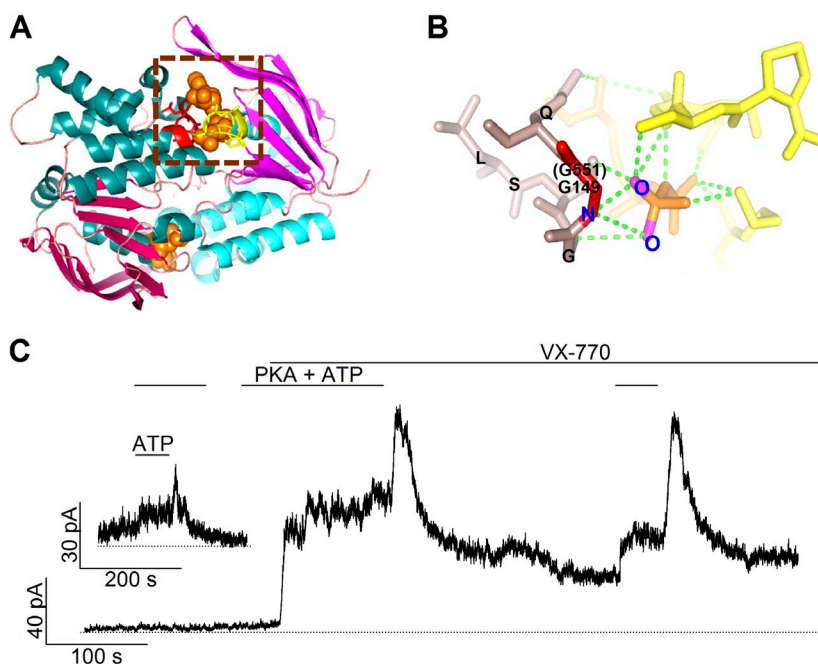 A
B
Q
L
S
(G551)
G149
N
G
O
O
C
VX-770
PKA + ATP
ATP
30 pA
200 s
40 pA
100 s